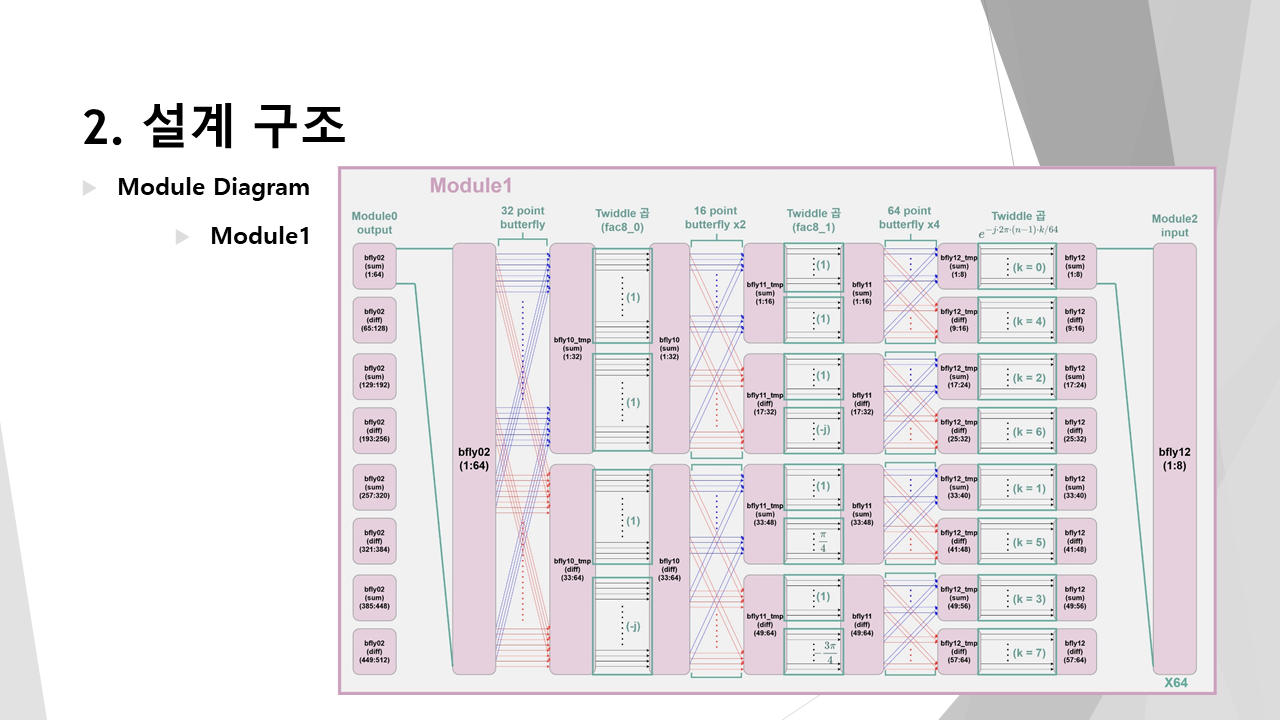 2. 설계 구조
Module Diagram
Module1
Module1
Module0
output
32 point
butterfly
Twiddle 곱
(fac8_0)
16 point
butterfly x2
Twiddle 곱
(fac8_1)
64 point
butterfly x4
Twiddle 곱
e^{-j·2π·(n-1)·k/64}
Module2
input
bfly02
(sum)
(1:64)
bfly02
(diff)
(65:128)
bfly02
(sum)
(129:192)
bfly02
(diff)
(193:256)
bfly02
(sum)
(257:320)
bfly02
(diff)
(321:384)
bfly02
(sum)
(385:448)
bfly02
(diff)
(449:512)
bfly02
(1:64)
bfly10_tmp
(sum)
(1:32)
bfly10_tmp
(diff)
(33:64)
(1)
(1)
(1)
(-j)
bfly10
(sum)
(1:32)
bfly10
(diff)
(33:64)
bfly11_tmp
(sum)
(1:16)
bfly11_tmp
(diff)
(17:32)
bfly11_tmp
(sum)
(33:48)
bfly11_tmp
(diff)
(49:64)
(1)
(1)
(1)
(-j)
(1)
π/4
(1)
-3π/4
bfly11
(sum)
(1:16)
bfly11
(diff)
(17:32)
bfly11
(sum)
(33:48)
bfly11
(diff)
(49:64)
bfly12_tmp
(sum)
(1:8)
bfly12_tmp
(diff)
(9:16)
bfly12_tmp
(sum)
(17:24)
bfly12_tmp
(diff)
(25:32)
bfly12_tmp
(sum)
(33:40)
bfly12_tmp
(diff)
(41:48)
bfly12_tmp
(sum)
(49:56)
bfly12_tmp
(diff)
(57:64)
(k = 0)
(k = 4)
(k = 2)
(k = 6)
(k = 1)
(k = 5)
(k = 3)
(k = 7)
bfly12
(sum)
(1:8)
bfly12
(diff)
(9:16)
bfly12
(sum)
(17:24)
bfly12
(diff)
(25:32)
bfly12
(sum)
(33:40)
bfly12
(diff)
(41:48)
bfly12
(sum)
(49:56)
bfly12
(diff)
(57:64)
bfly12
(1:8)
X64